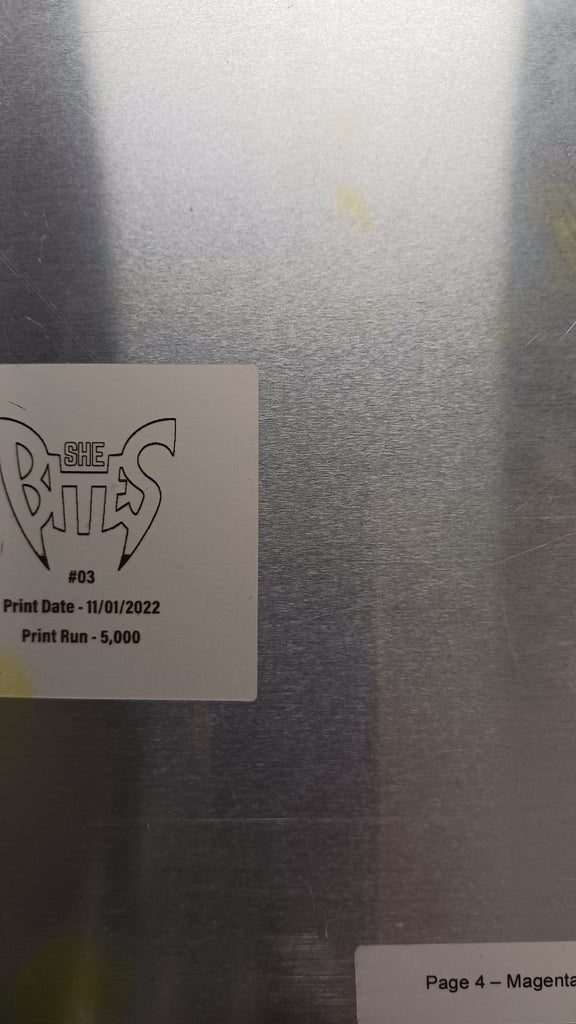 SHE
BITES
#03
Print Date - 11/01/2022
Print Run - 5,000
Page 4 – Magenta